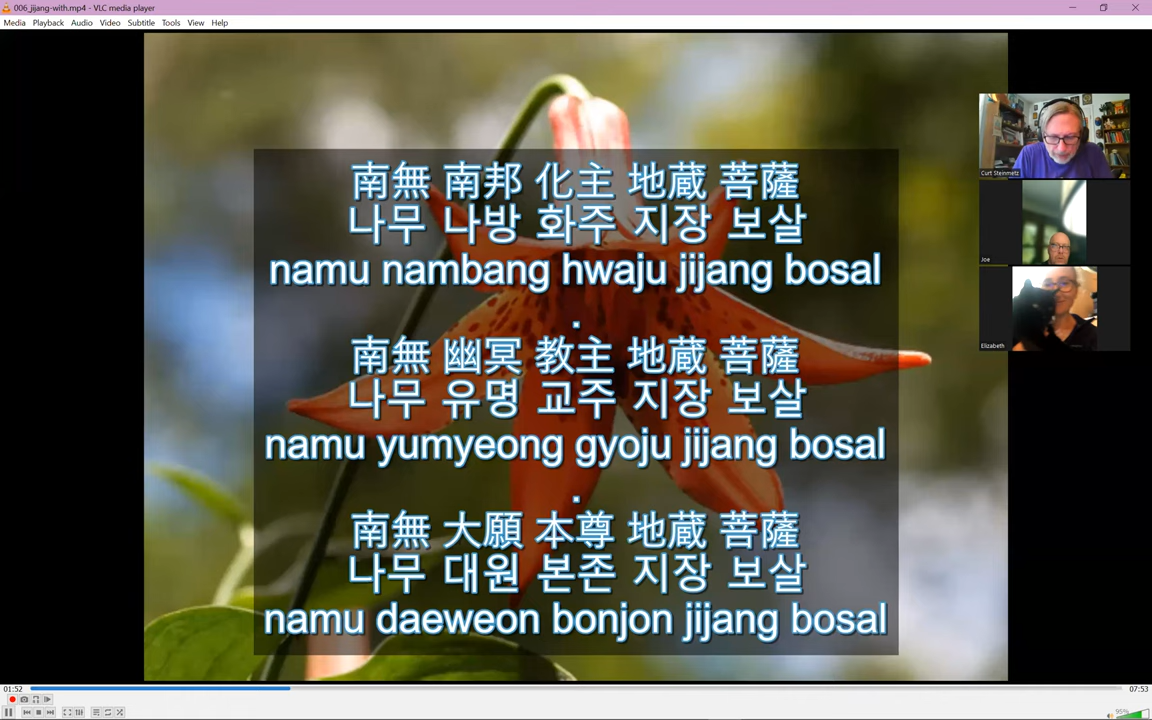 006_jijang-with.mp4 - VLC media player
Media Playback Audio Video Subtitle Tools View Help
南無 南邦 化主 地蔵 菩薩
나무 나방 화주 지장 보살
namu nambang hwaju jijang bosal
.
南無 幽冥 教主 地蔵 菩薩
나무 유명 교주 지장 보살
namu yumyeong gyoju jijang bosal
.
南無 大願 本尊 地蔵 菩薩
나무 대원 본존 지장 보살
namu daeweon bonjon jijang bosal
Curt Steinmetz
Joe
Elizabeth
01:52
07:53
95%